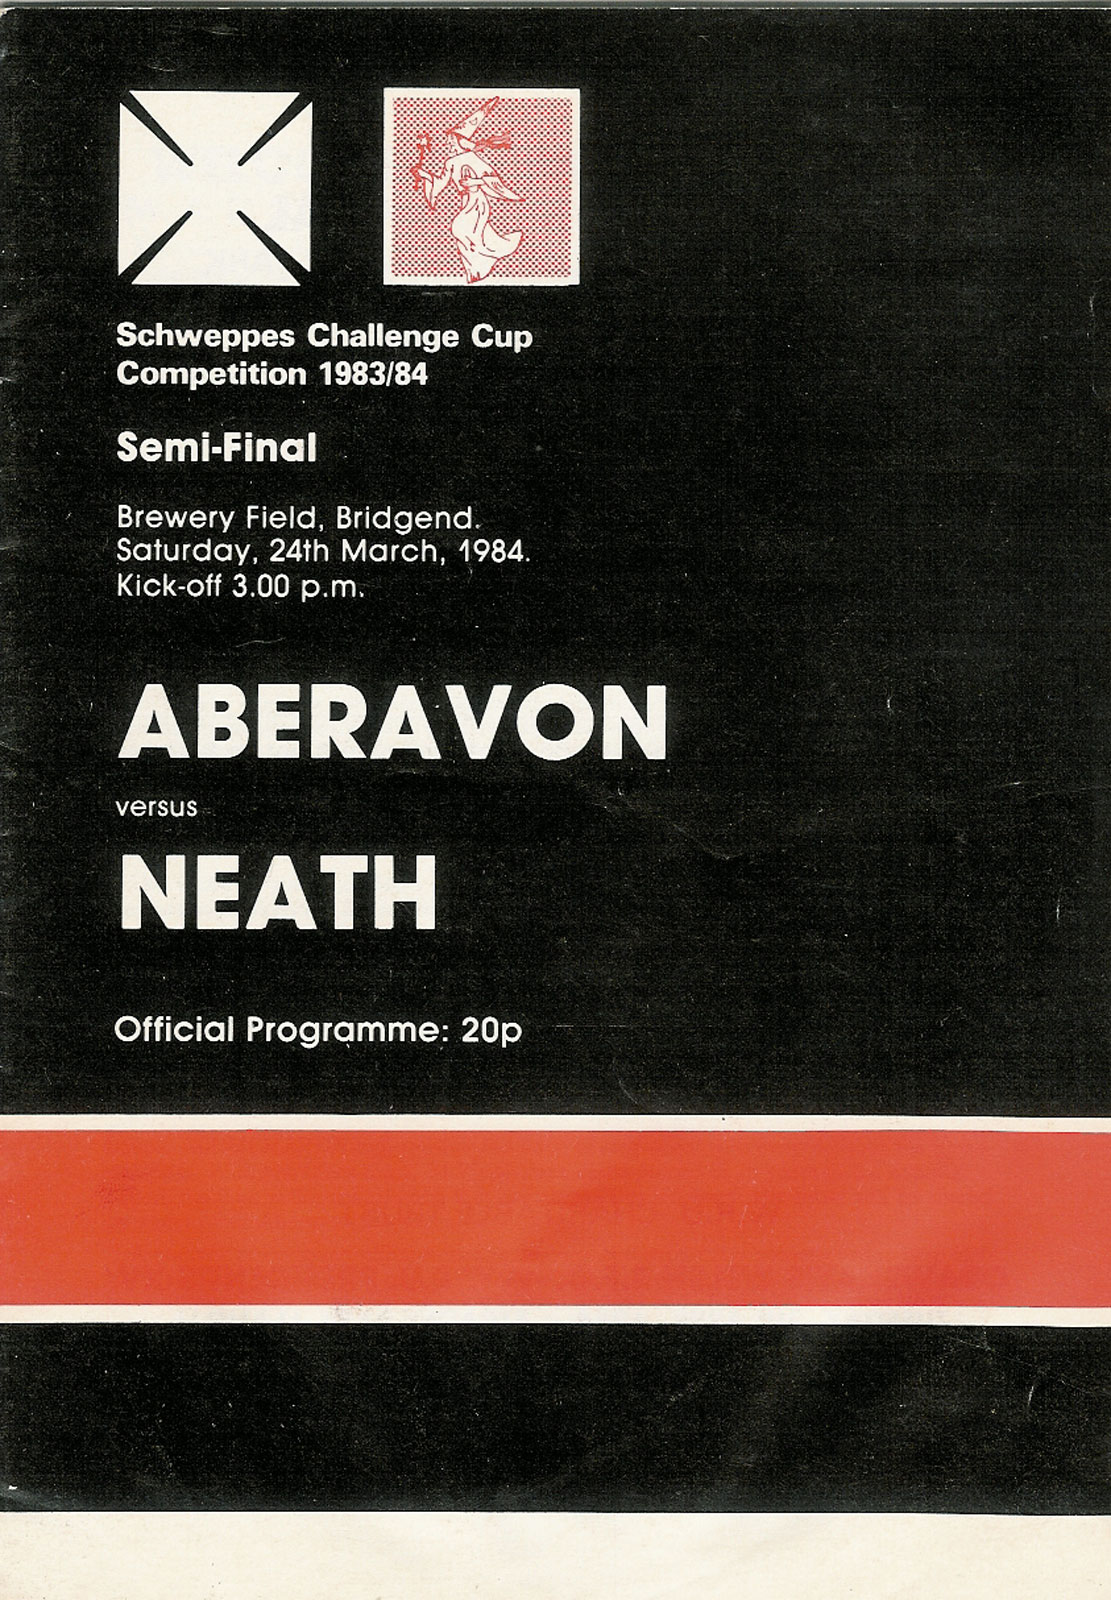 Schweppes Challenge Cup
Competition 1983/84
Semi-Final
Brewery Field, Bridgend.
Saturday, 24th March, 1984.
Kick-off 3.00 p.m.
ABERAVON
versus
NEATH
Official Programme: 20p